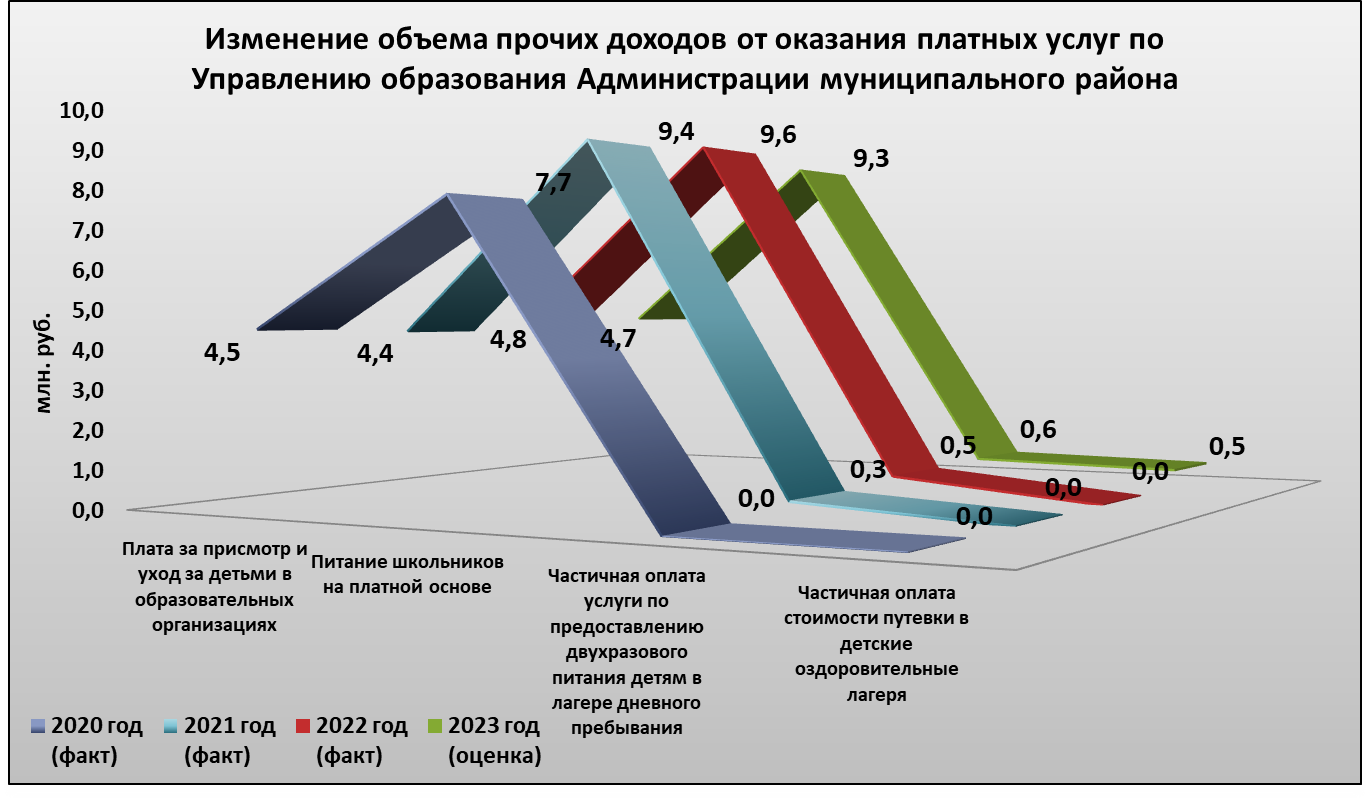 Изменение объема прочих доходов от оказания платных услуг по
Управлению образования Администрации муниципального района
млн. руб.
10,0
9,0
8,0
7,0
6,0
5,0
4,0
3,0
2,0
1,0
0,0
4,5
7,7
0,0
0,0
4,4
9,4
0,3
0,0
4,8
9,6
0,5
0,0
4,7
9,3
0,6
0,5
Плата за присмотр и
уход за детьми в
образовательных
организациях
Питание школьников
на платной основе
Частичная оплата
услуги по
предоставлению
двухразового
питания детям в
лагере дневного
пребывания
Частичная оплата
стоимости путевки в
детские
оздоровительные
лагеря
2020 год
(факт)
2021 год
(факт)
2022 год
(факт)
2023 год
(оценка)